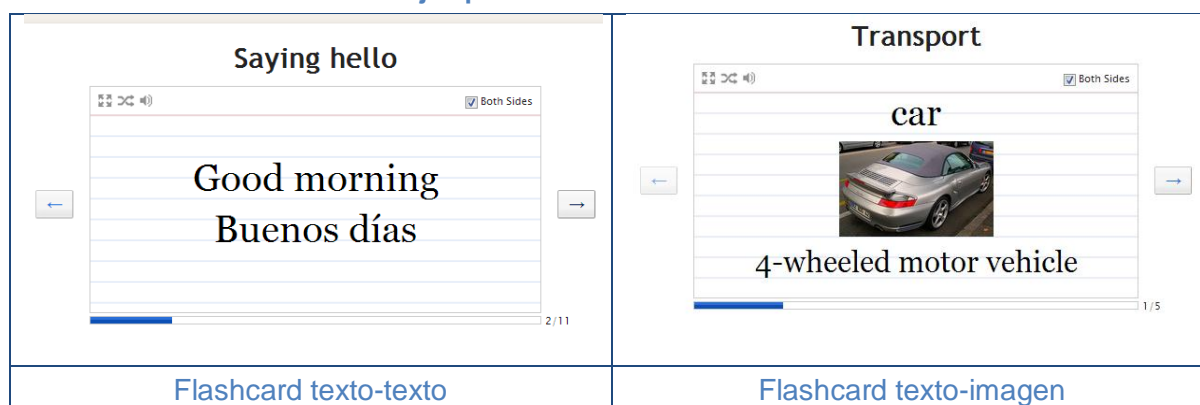 Saying hello
Both Sides
Good morning
Buenos días
2/11
Flashcard texto-texto
Transport
Both Sides
car
4-wheeled motor vehicle
1/5
Flashcard texto-imagen